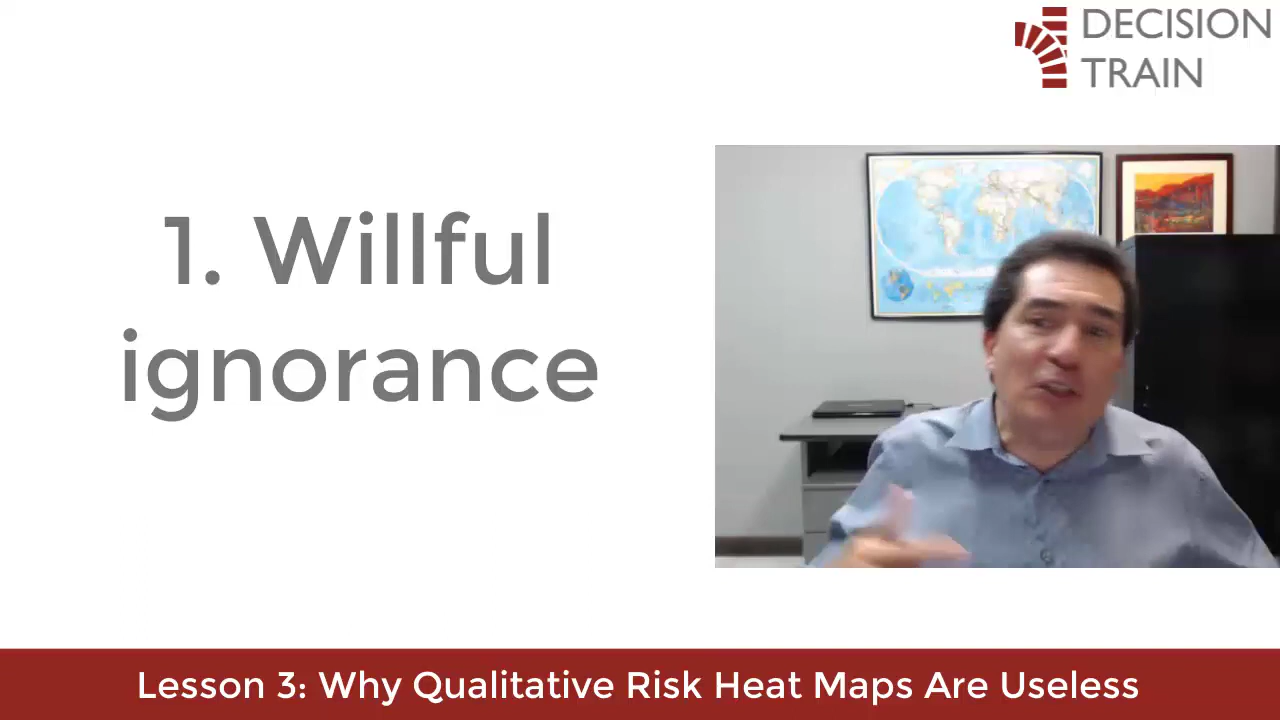 DECISION
TRAIN
1. Willful
ignorance
Lesson 3: Why Qualitative Risk Heat Maps Are Useless